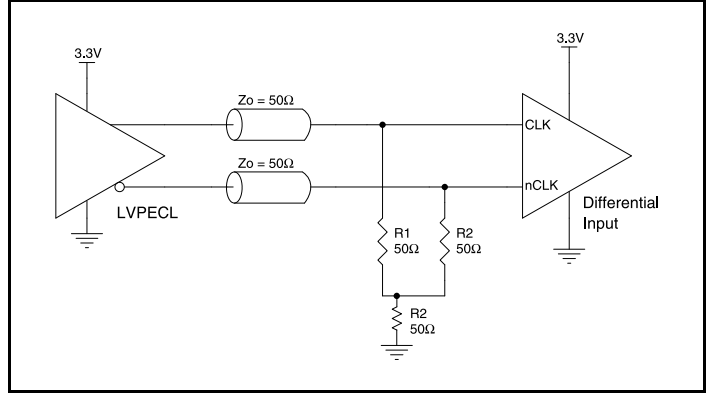 3.3V
3.3V
Zo = 50Ω
CLK
Zo = 50Ω
nCLK
LVPECL
Differential
Input
R1
50Ω
R2
50Ω
R2
50Ω